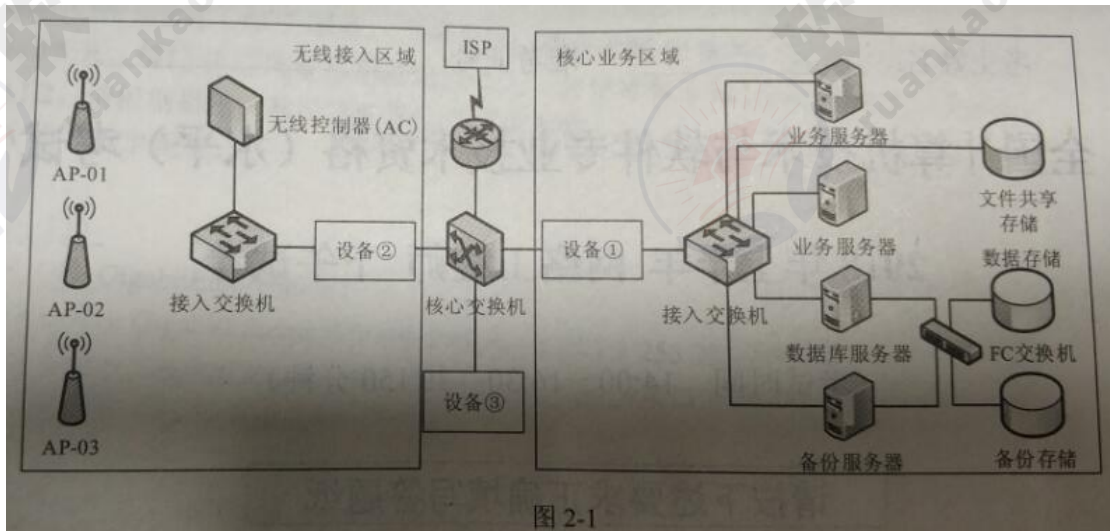 无线接入区域
ISP
核心业务区域
无线控制器(AC)
业务服务器
AP-01
文件共享
存储
设备②
设备①
业务服务器
数据存储
AP-02
接入交换机
核心交换机
接入交换机
数据库服务器
FC交换机
设备③
AP-03
备份服务器
备份存储
图 2-1